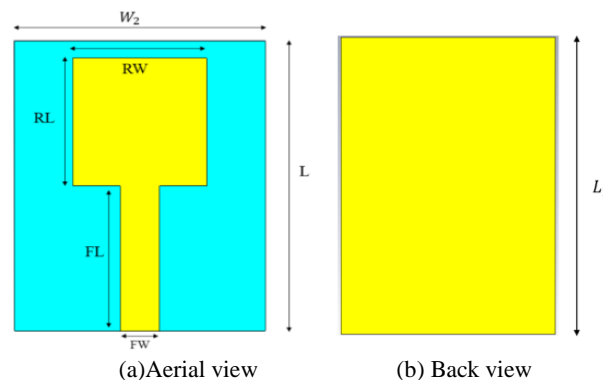 W₂
RW
RL
L
FL
FW
L
(a)Aerial view
(b) Back view